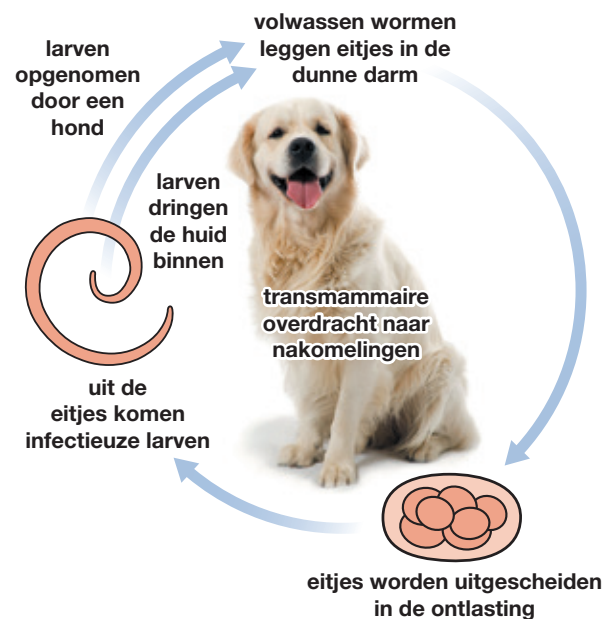 volwassen wormen
leggen eitjes in de
dunne darm
larven
opgenomen
door een
hond
larven
dringen
de huid
binnen
transmammaire
overdracht naar
nakomelingen
uit de
eitjes komen
infectieuze larven
eitjes worden uitgescheiden
in de ontlasting